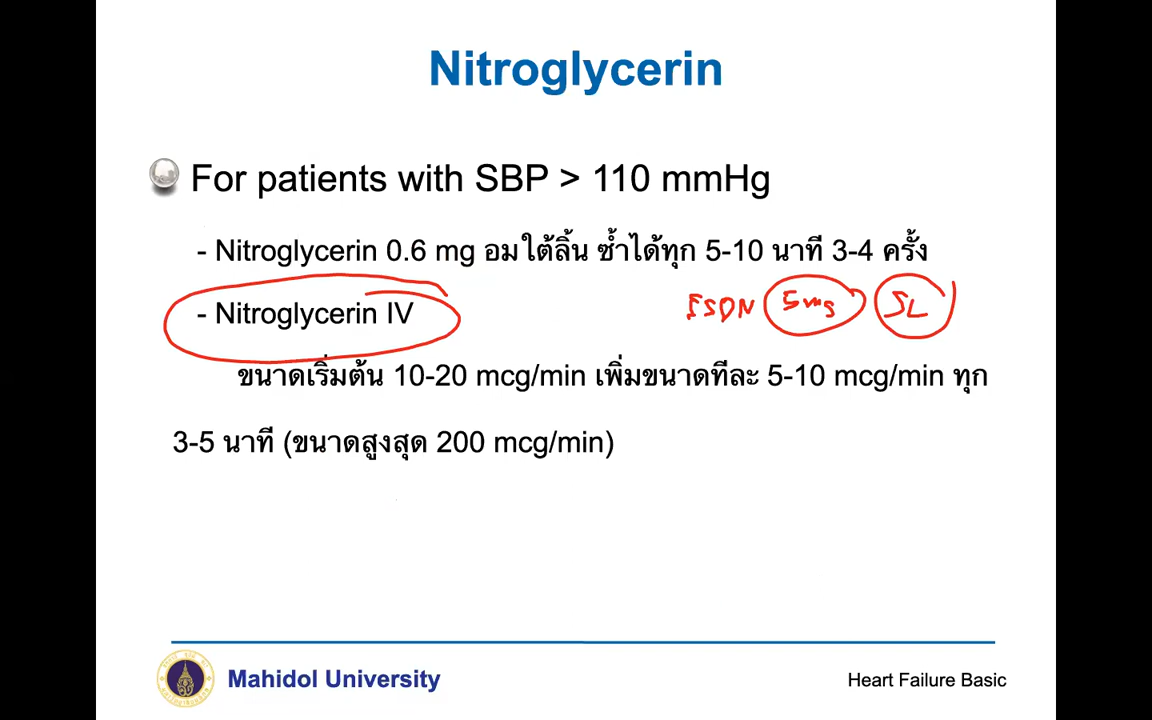 Nitroglycerin
For patients with SBP > 110 mmHg
- Nitroglycerin 0.6 mg อมใต้ลิ้น ซ้ำได้ทุก 5-10 นาที 3-4 ครั้ง
- Nitroglycerin IV
ISDN 5mg SL
ขนาดเริ่มต้น 10-20 mcg/min เพิ่มขนาดทีละ 5-10 mcg/min ทุก
3-5 นาที (ขนาดสูงสุด 200 mcg/min)
Mahidol University
Heart Failure Basic